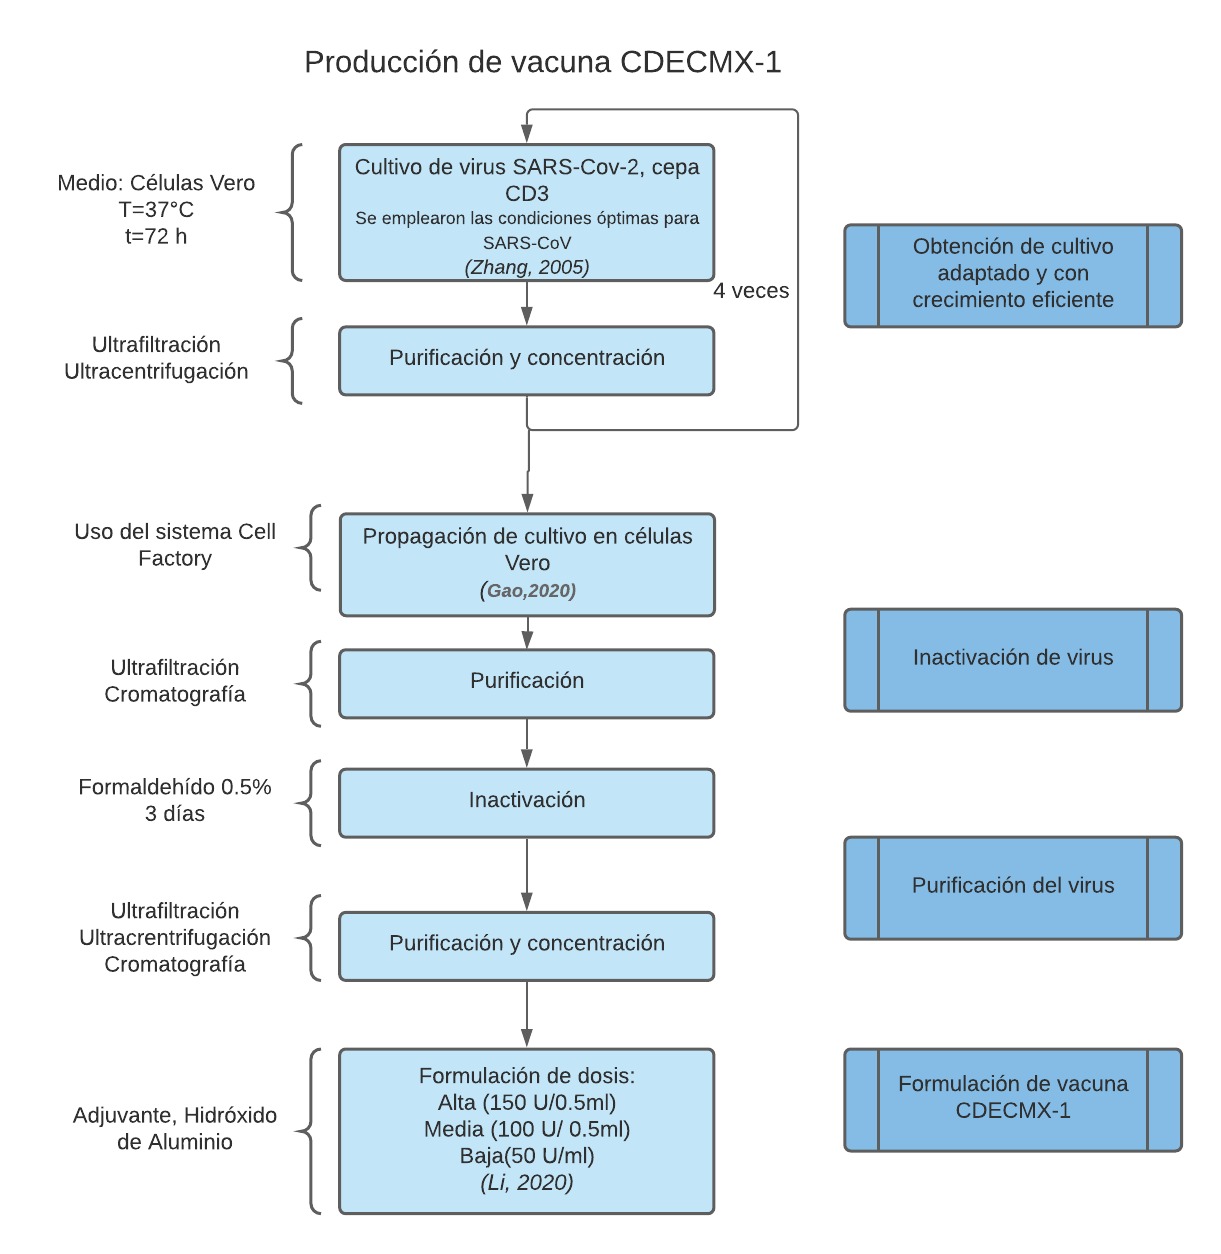 Producción de vacuna CDECMX-1
Medio: Células Vero
T=37°C
t=72 h
Cultivo de virus SARS-Cov-2, cepa
CD3
Se emplearon las condiciones óptimas para
SARS-CoV
(Zhang, 2005)
4 veces
Obtención de cultivo
adaptado y con
crecimiento eficiente
Ultrafiltración
Ultracentrifugación
Purificación y concentración
Uso del sistema Cell
Factory
Propagación de cultivo en células
Vero
(Gao,2020)
Ultrafiltración
Cromatografía
Purificación
Inactivación de virus
Formaldehído 0.5%
3 días
Inactivación
Purificación del virus
Ultrafiltración
Ultracrentrifugación
Cromatografía
Purificación y concentración
Adjuvante, Hidróxido
de Aluminio
Formulación de dosis:
Alta (150 U/0.5ml)
Media (100 U/ 0.5ml)
Baja(50 U/ml)
(Li, 2020)
Formulación de vacuna
CDECMX-1